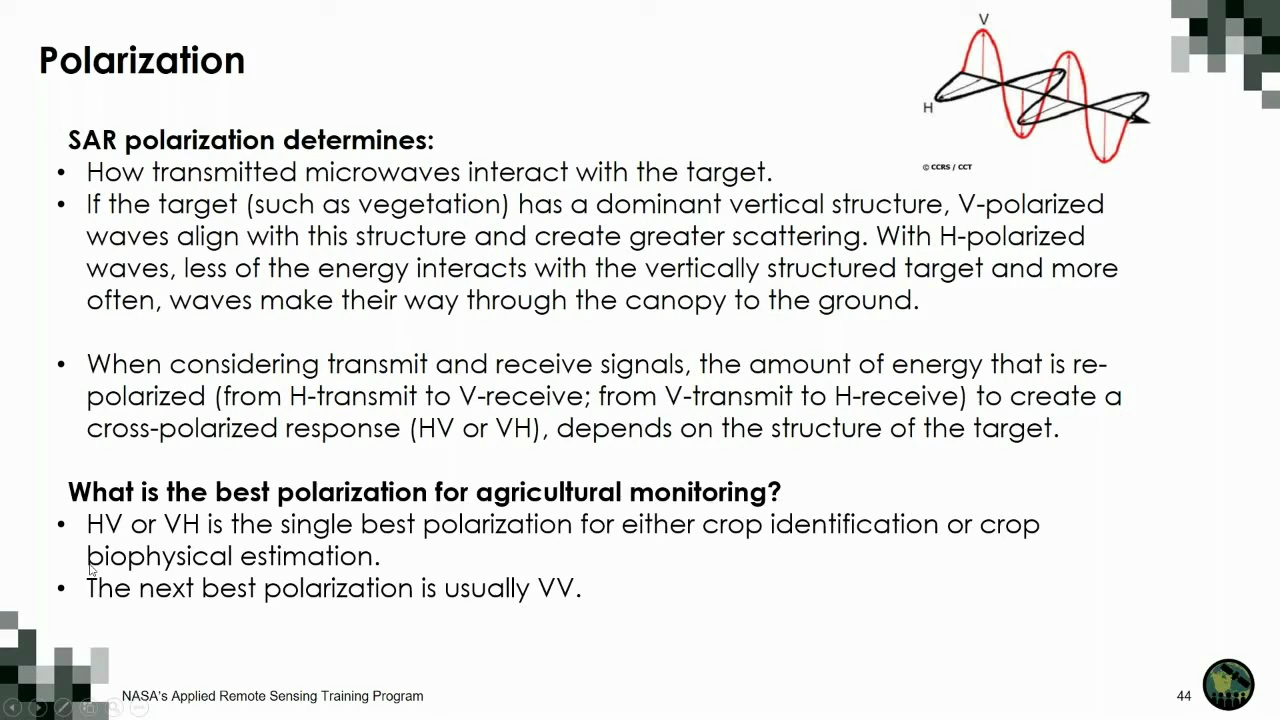 Polarization
V
H
© CCRS / CCT
SAR polarization determines:
• How transmitted microwaves interact with the target.
• If the target (such as vegetation) has a dominant vertical structure, V-polarized
waves align with this structure and create greater scattering. With H-polarized
waves, less of the energy interacts with the vertically structured target and more
often, waves make their way through the canopy to the ground.
• When considering transmit and receive signals, the amount of energy that is re-
polarized (from H-transmit to V-receive; from V-transmit to H-receive) to create a
cross-polarized response (HV or VH), depends on the structure of the target.
What is the best polarization for agricultural monitoring?
• HV or VH is the single best polarization for either crop identification or crop
biophysical estimation.
• The next best polarization is usually VV.
NASA's Applied Remote Sensing Training Program
44